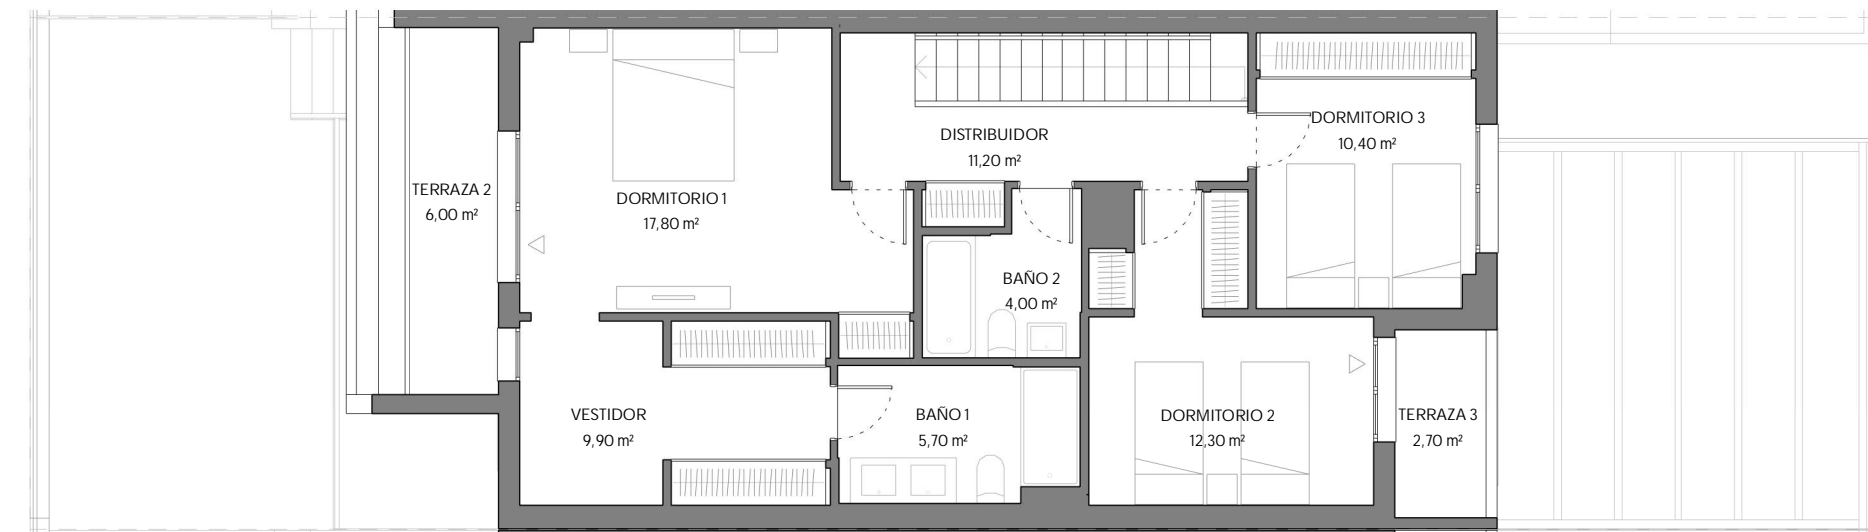 TERRAZA 2
6,00 m²
DORMITORIO 1
17,80 m²
DISTRIBUIDOR
11,20 m²
DORMITORIO 3
10,40 m²
BAÑO 2
4,00 m²
VESTIDOR
9,90 m²
BAÑO 1
5,70 m²
DORMITORIO 2
12,30 m²
TERRAZA 3
2,70 m²